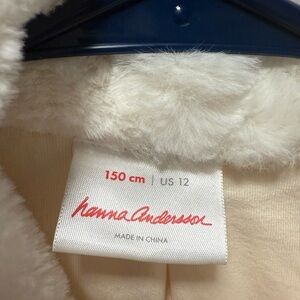 150 cm | US 12
hanna Andersson
MADE IN CHINA